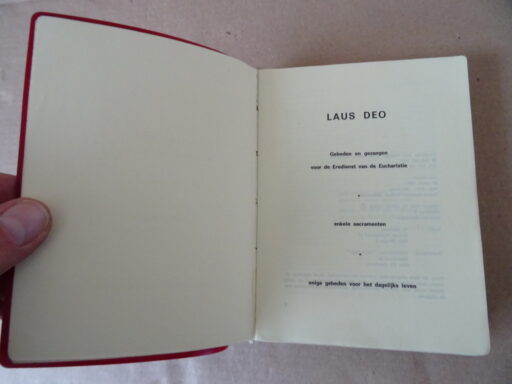 LAUS DEO
Gebeden en gezangen
voor de Eredienst van de Eucharistie
enkele sacramenten
enige gebeden voor het dagelijks leven